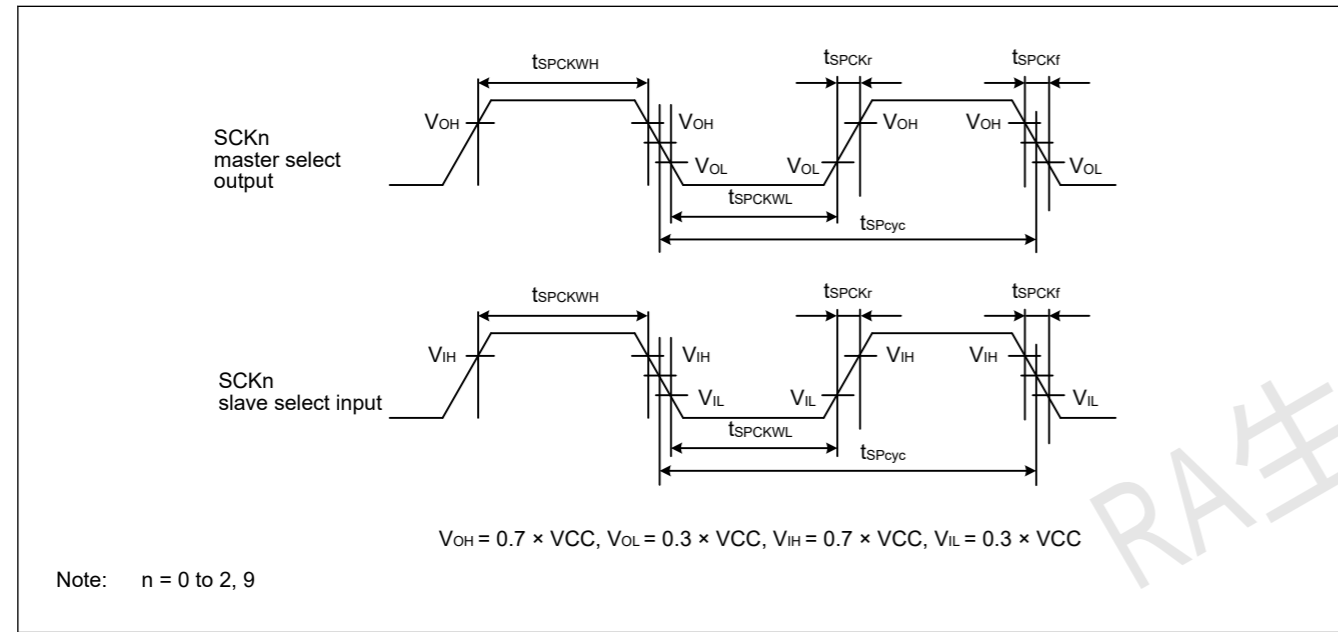 tSPCKWH tSPCKr tSPCKf
VOH VOH VOH VOH
SCKn
master select
output
VOL VOL VOL
tSPCKWL
tSPcyc
tSPCKWH tSPCKr tSPCKf
VIH VIH VIH VIH
SCKn
slave select input
VIL VIL VIL
tSPCKWL
tSPcyc
VOH = 0.7 × VCC, VOL = 0.3 × VCC, VIH = 0.7 × VCC, VIL = 0.3 × VCC
Note: n = 0 to 2, 9
RA生